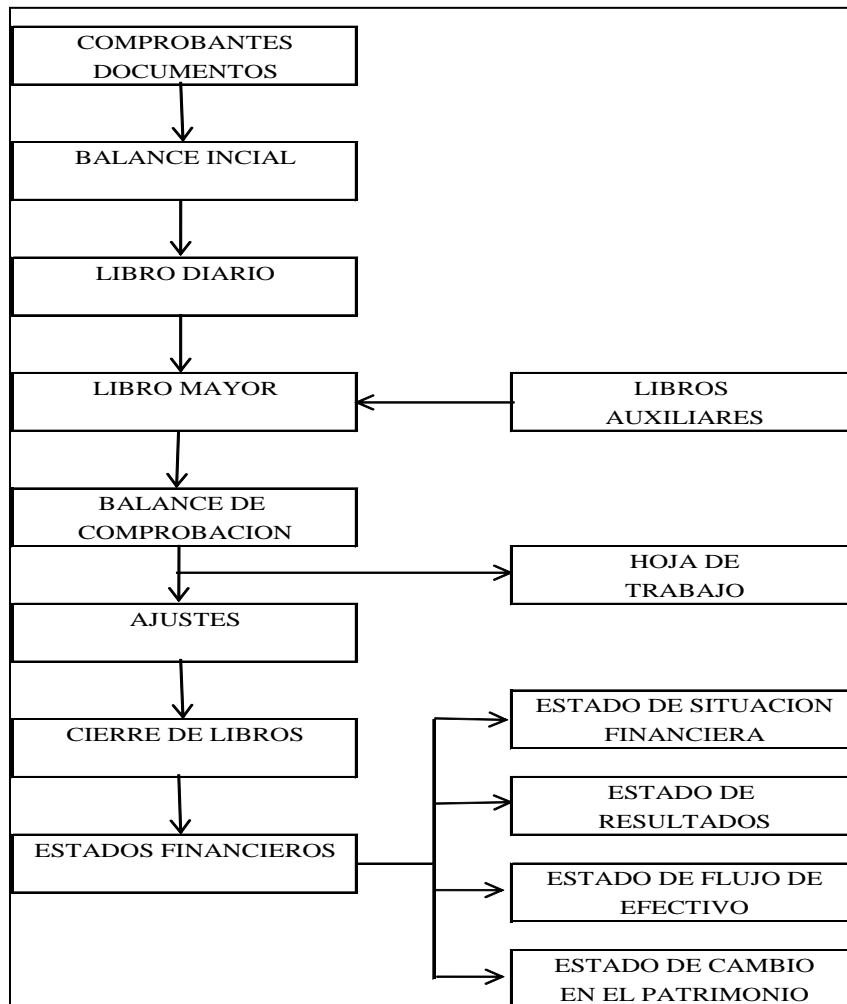 COMPROBANTES
DOCUMENTOS
BALANCE INCIAL
LIBRO DIARIO
LIBRO MAYOR
LIBROS
AUXILIARES
BALANCE DE
COMPROBACION
HOJA DE
TRABAJO
AJUSTES
CIERRE DE LIBROS
ESTADO DE SITUACION
FINANCIERA
ESTADO DE
RESULTADOS
ESTADOS FINANCIEROS
ESTADO DE FLUJO DE
EFECTIVO
ESTADO DE CAMBIO
EN EL PATRIMONIO